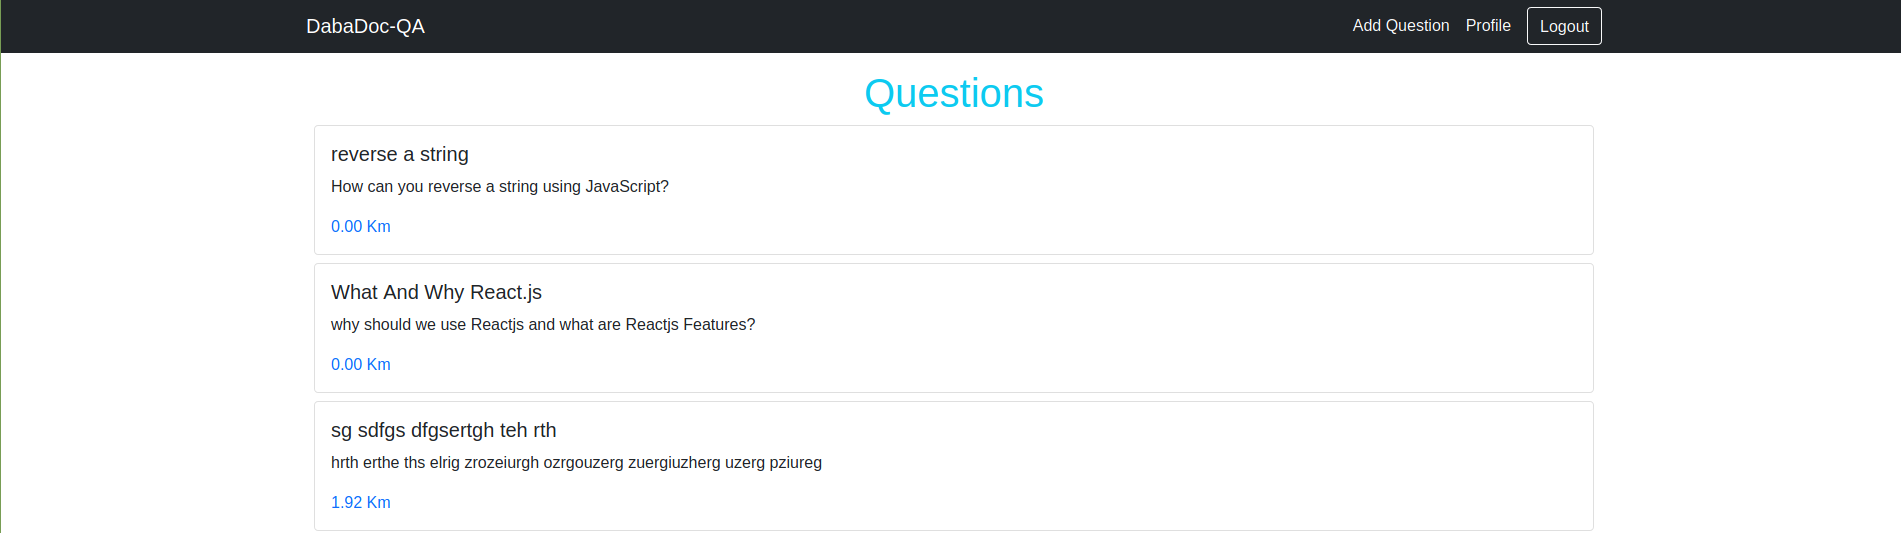 DabaDoc-QA
Add Question
Profile
Logout
Questions
reverse a string
How can you reverse a string using JavaScript?
0.00 Km
What And Why React.js
why should we use Reactjs and what are Reactjs Features?
0.00 Km
sg sdfgs dfgsertgh teh rth
hrth erthe ths elrig zrozeiurgh ozrgouzerg zuergiuzherg uzerg pziureg
1.92 Km